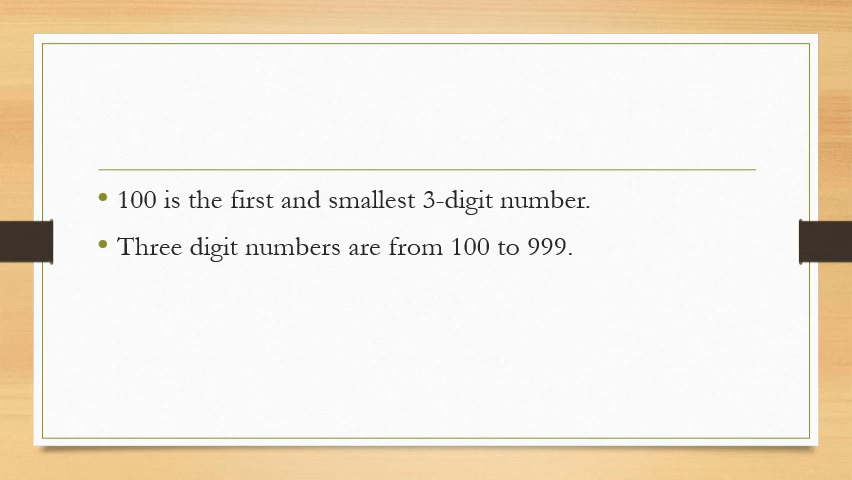 • 100 is the first and smallest 3-digit number.
• Three digit numbers are from 100 to 999.